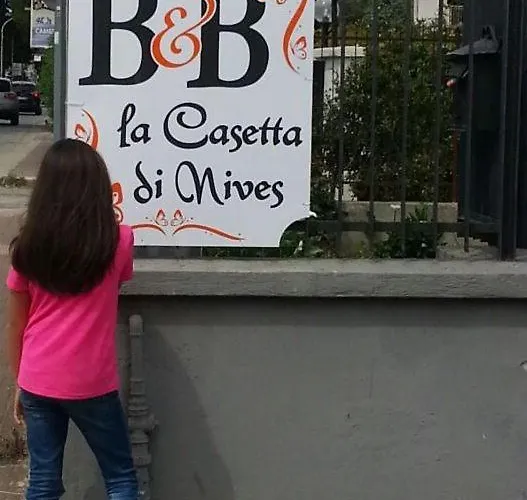 B&B
la Casetta
di Nives